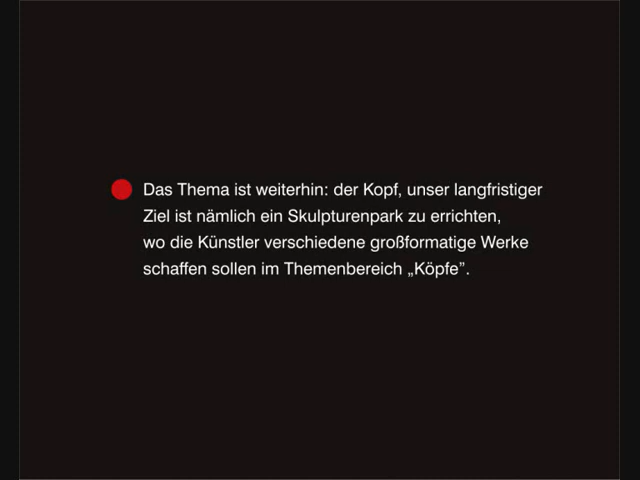 Das Thema ist weiterhin: der Kopf, unser langfristiger
Ziel ist nämlich ein Skulpturenpark zu errichten,
wo die Künstler verschiedene großformatige Werke
schaffen sollen im Themenbereich „Köpfe”.